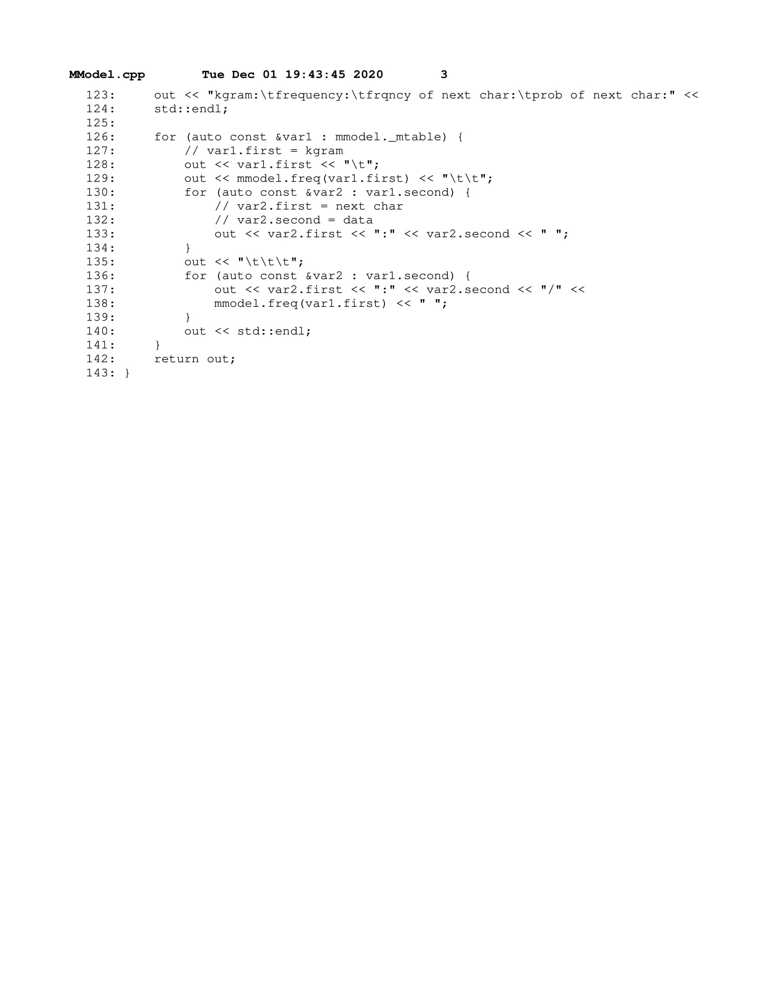 MModel.cpp        Tue Dec 01 19:43:45 2020        3
123:     out << "kgram:\tfrequency:\tfrqncy of next char:\tprob of next char:" <<
124:     std::endl;
125:
126:     for (auto const &var1 : mmodel._mtable) {
127:         // var1.first = kgram
128:         out << var1.first << "\t";
129:         out << mmodel.freq(var1.first) << "\t\t";
130:         for (auto const &var2 : var1.second) {
131:             // var2.first = next char
132:             // var2.second = data
133:             out << var2.first << ":" << var2.second << " ";
134:         }
135:         out << "\t\t\t";
136:         for (auto const &var2 : var1.second) {
137:             out << var2.first << ":" << var2.second << "/" <<
138:             mmodel.freq(var1.first) << " ";
139:         }
140:         out << std::endl;
141:     }
142:     return out;
143: }